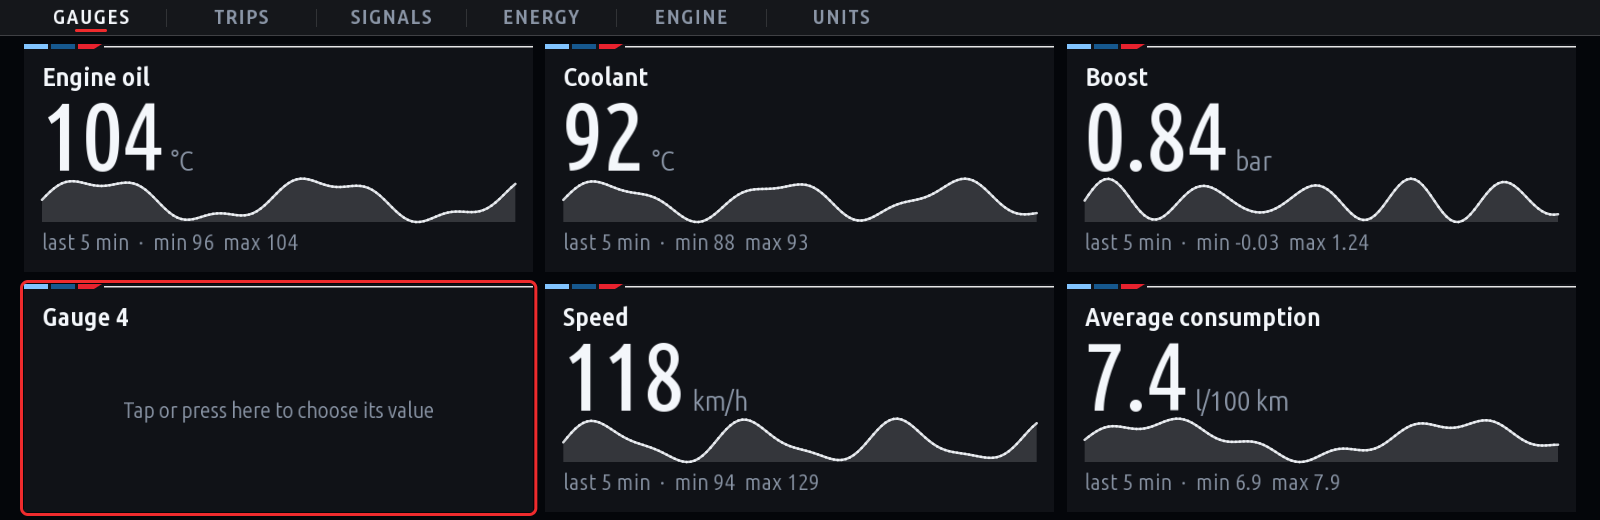 GAUGES TRIPS SIGNALS ENERGY ENGINE UNITS
Engine oil
104 °C
last 5 min · min 96 max 104
Coolant
92 °C
last 5 min · min 88 max 93
Boost
0.84 bar
last 5 min · min -0.03 max 1.24
Gauge 4
Tap or press here to choose its value
Speed
118 km/h
last 5 min · min 94 max 129
Average consumption
7.4 l/100 km
last 5 min · min 6.9 max 7.9